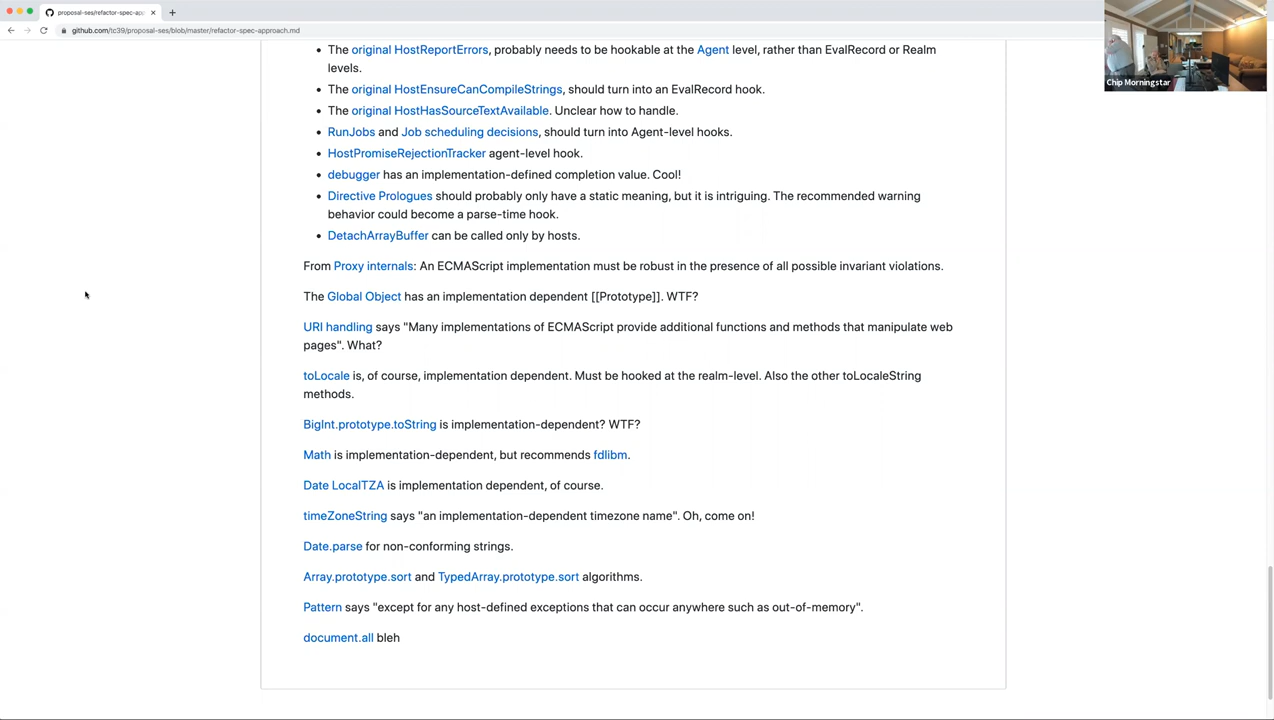 proposal-ses/refactor-spec-app
github.com/tc39/proposal-ses/blob/master/refactor-spec-approach.md
Chip Morningstar
• The original HostReportErrors, probably needs to be hookable at the Agent level, rather than EvalRecord or Realm
levels.
• The original HostEnsureCanCompileStrings, should turn into an EvalRecord hook.
• The original HostHasSourceTextAvailable. Unclear how to handle.
• RunJobs and Job scheduling decisions, should turn into Agent-level hooks.
• HostPromiseRejectionTracker agent-level hook.
• debugger has an implementation-defined completion value. Cool!
• Directive Prologues should probably only have a static meaning, but it is intriguing. The recommended warning
behavior could become a parse-time hook.
• DetachArrayBuffer can be called only by hosts.
From Proxy internals: An ECMAScript implementation must be robust in the presence of all possible invariant violations.
The Global Object has an implementation dependent [[Prototype]]. WTF?
URI handling says "Many implementations of ECMAScript provide additional functions and methods that manipulate web
pages". What?
toLocale is, of course, implementation dependent. Must be hooked at the realm-level. Also the other toLocaleString
methods.
BigInt.prototype.toString is implementation-dependent? WTF?
Math is implementation-dependent, but recommends fdlibm.
Date LocalTZA is implementation dependent, of course.
timeZoneString says "an implementation-dependent timezone name". Oh, come on!
Date.parse for non-conforming strings.
Array.prototype.sort and TypedArray.prototype.sort algorithms.
Pattern says "except for any host-defined exceptions that can occur anywhere such as out-of-memory".
document.all bleh